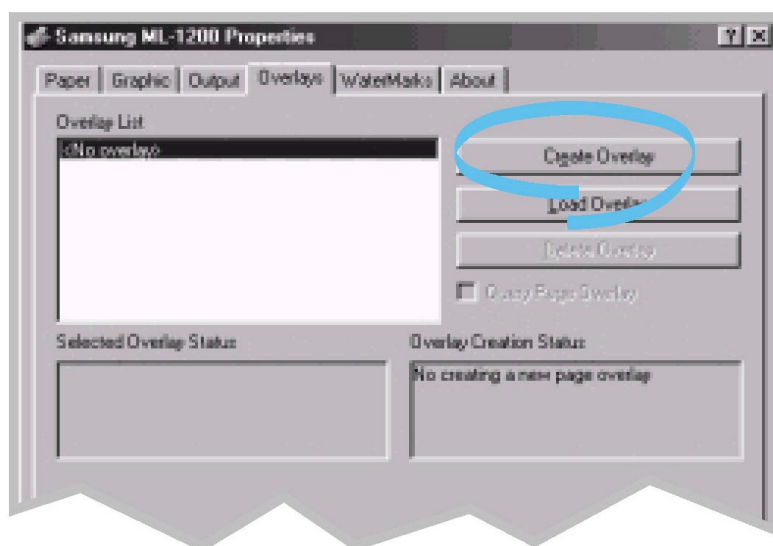 Samsung ML-1200 Properties
Paper Graphic Output Overlays WaterMarks About
Overlay List
<No overlay>
Create Overlay
Load Overlay
Delete Overlay
Query Page Overlay
Selected Overlay Status
Overlay Creation Status
No creating a new page overlay